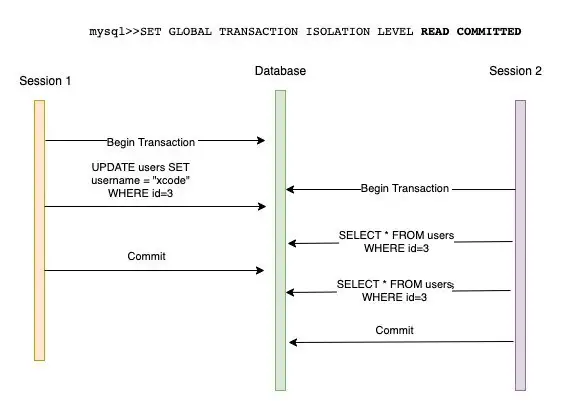 mysql>>SET GLOBAL TRANSACTION ISOLATION LEVEL READ COMMITTED
Session 1
Database
Session 2
Begin Transaction
UPDATE users SET
username = "xcode"
WHERE id=3
Begin Transaction
SELECT * FROM users
WHERE id=3
Commit
SELECT * FROM users
WHERE id=3
Commit